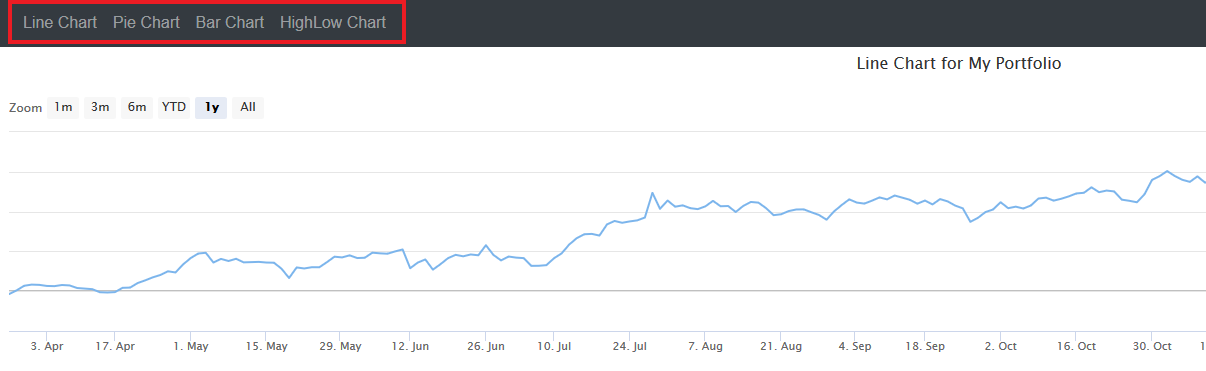 Line Chart Pie Chart Bar Chart HighLow Chart
Line Chart for My Portfolio
Zoom 1m 3m 6m YTD 1y All
3. Apr 17. Apr 1. May 15. May 29. May 12. Jun 26. Jun 10. Jul 24. Jul 7. Aug 21. Aug 4. Sep 18. Sep 2. Oct 16. Oct 30. Oct 1